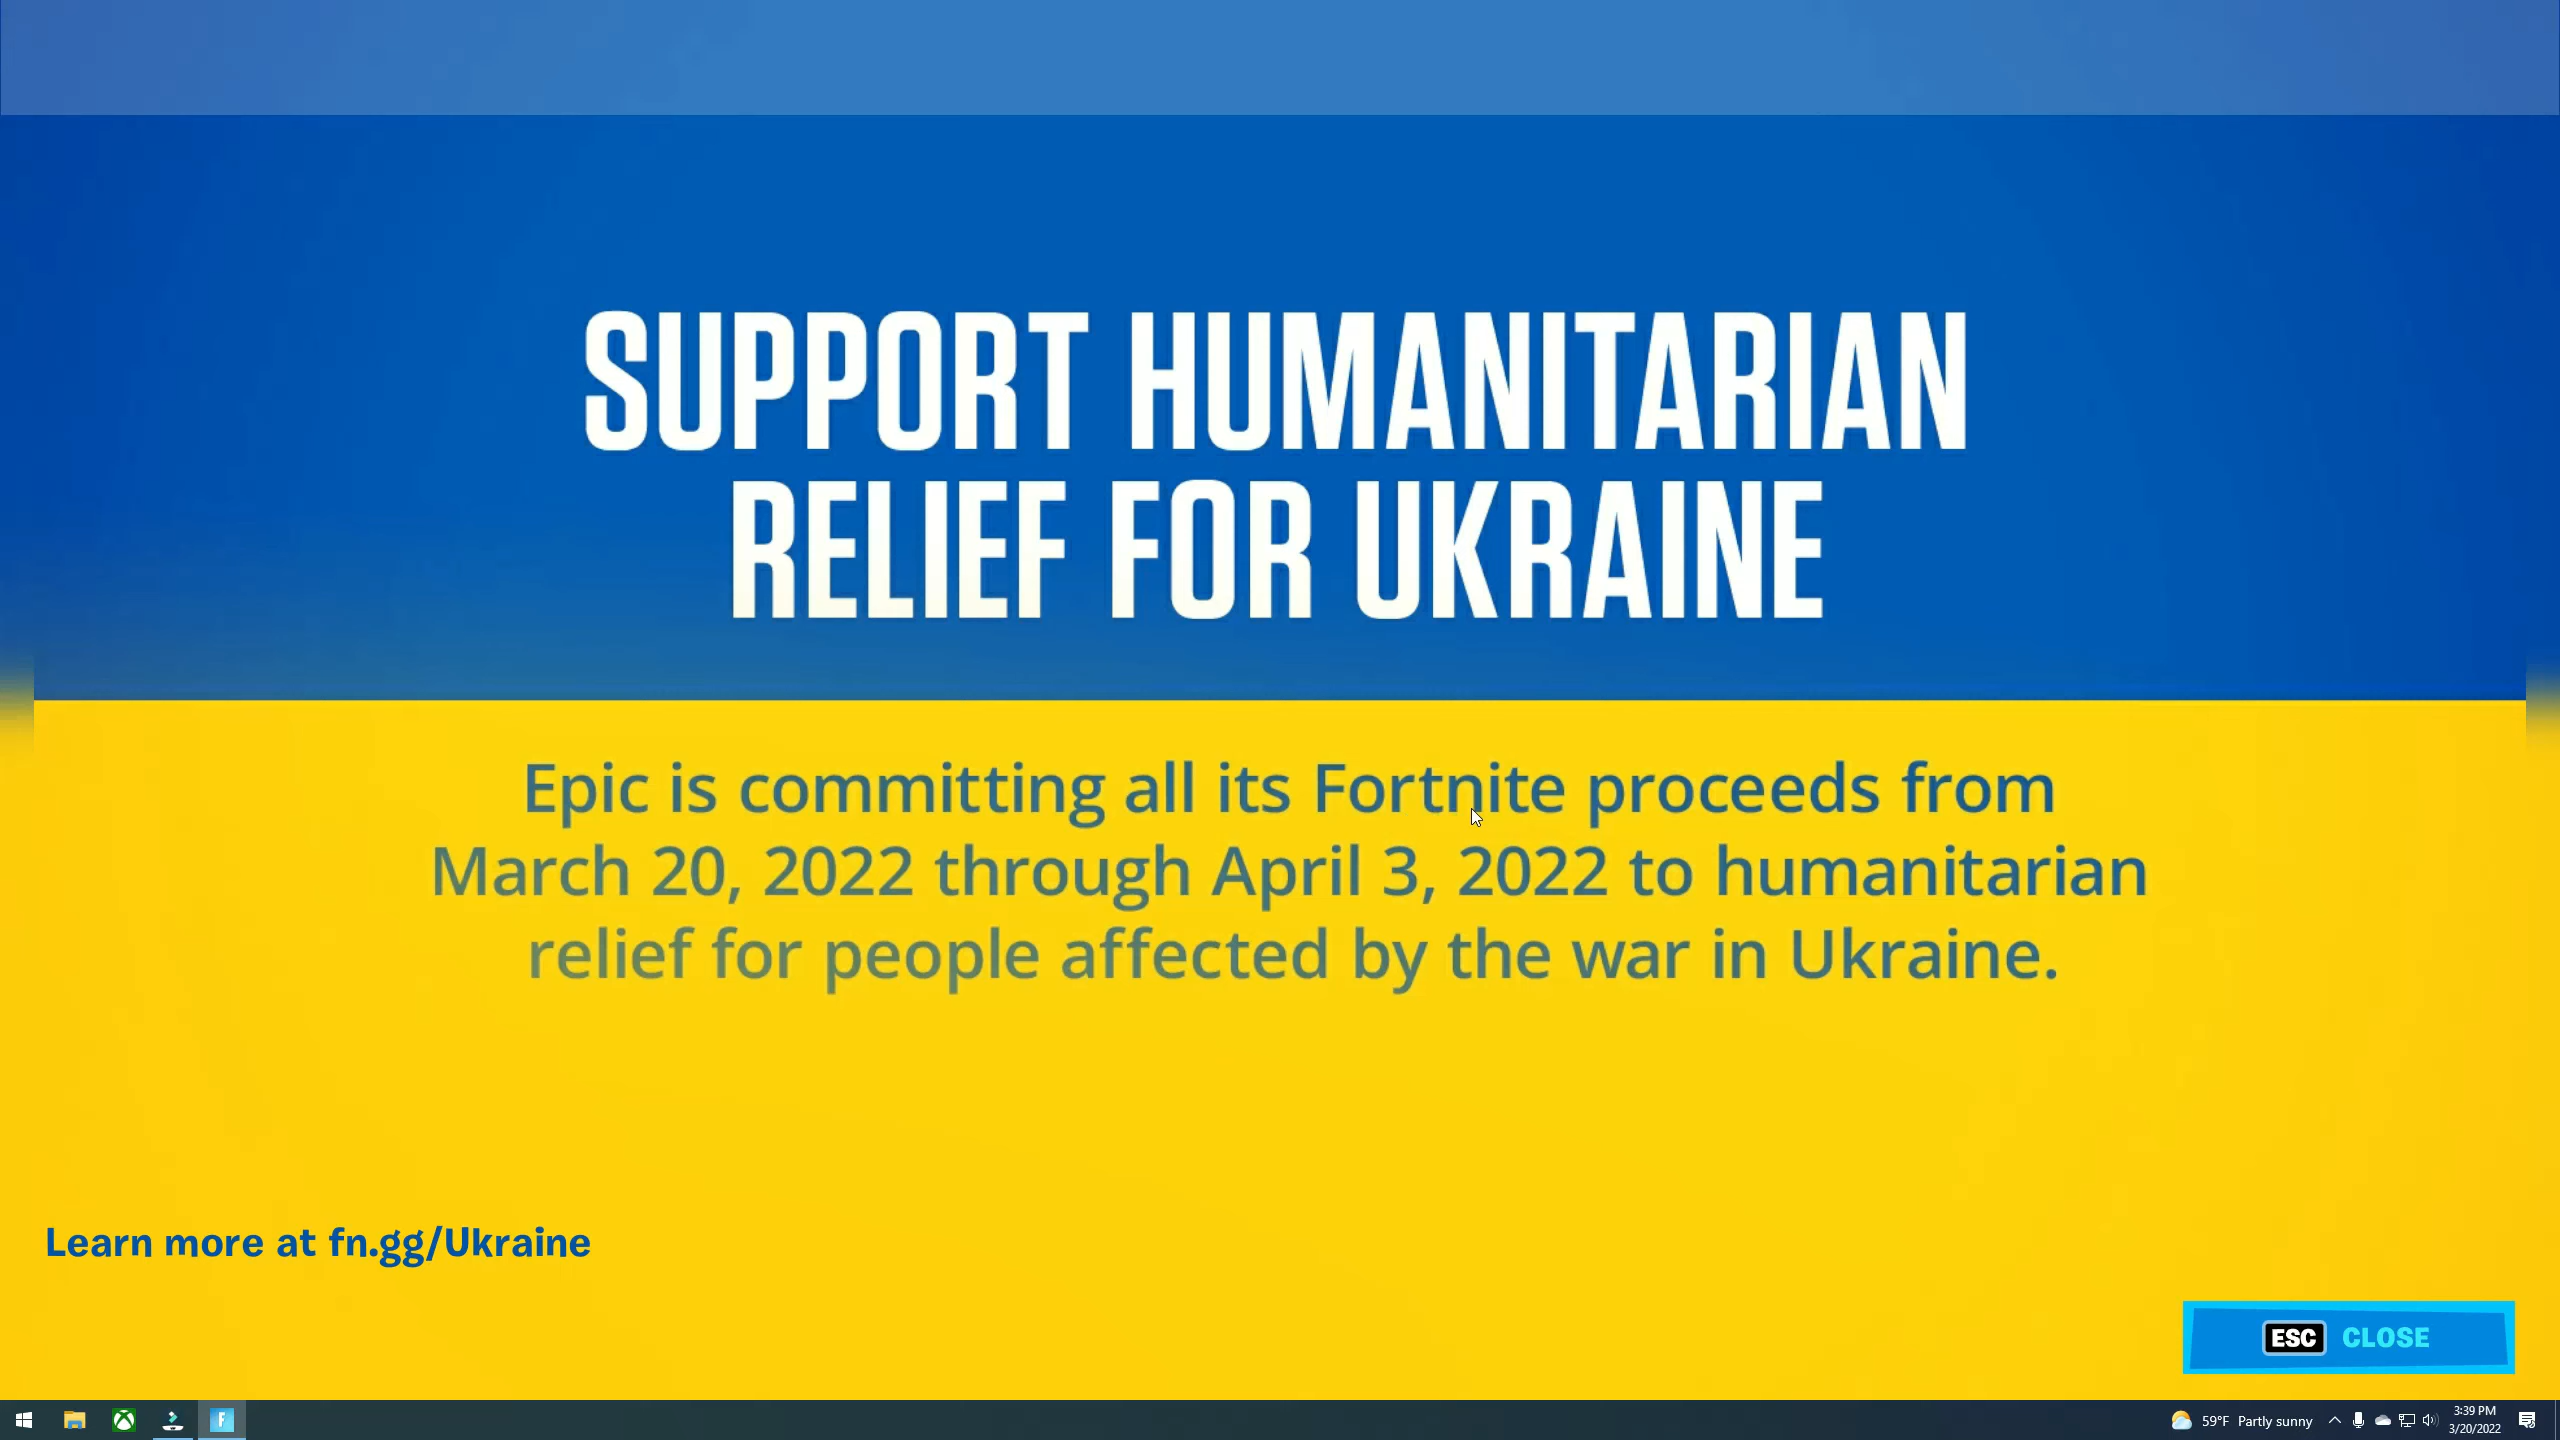 SUPPORT HUMANITARIAN
RELIEF FOR UKRAINE
Epic is committing all its Fortnite proceeds from
March 20, 2022 through April 3, 2022 to humanitarian
relief for people affected by the war in Ukraine.
Learn more at fn.gg/Ukraine
ESC CLOSE
F
59°F Partly sunny
3:39 PM
3/20/2022